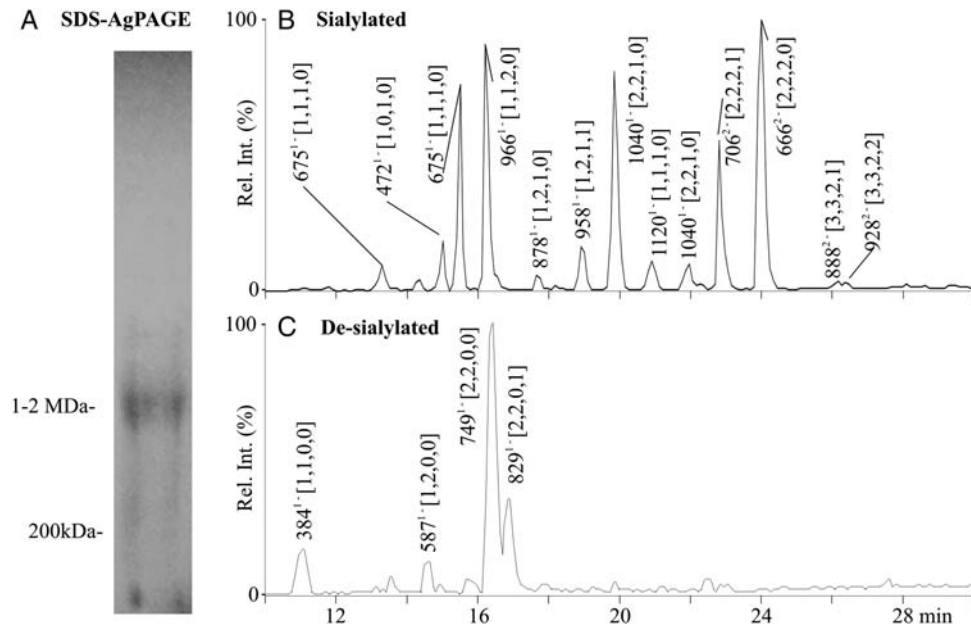 A SDS-AgPAGE
1-2 MDa-
200kDa-
B Sialylated
Rel. Int. (%)
100
0
675¹⁻ [1,1,1,0]
472¹⁻ [1,0,1,0]
675¹⁻ [1,1,1,0]
966¹⁻ [1,1,2,0]
878¹⁻ [1,2,1,0]
958¹⁻ [1,2,1,1]
1040¹⁻ [2,2,1,0]
1120¹⁻ [1,1,1,0]
1040¹⁻ [2,2,1,0]
706²⁻ [2,2,2,1]
666²⁻ [2,2,2,0]
888²⁻ [3,3,2,1]
928²⁻ [3,3,2,2]
C De-sialylated
Rel. Int. (%)
100
0
384¹⁻ [1,1,0,0]
587¹⁻ [1,2,0,0]
749¹⁻ [2,2,0,0]
829¹⁻ [2,2,0,1]
12 16 20 24 28 min